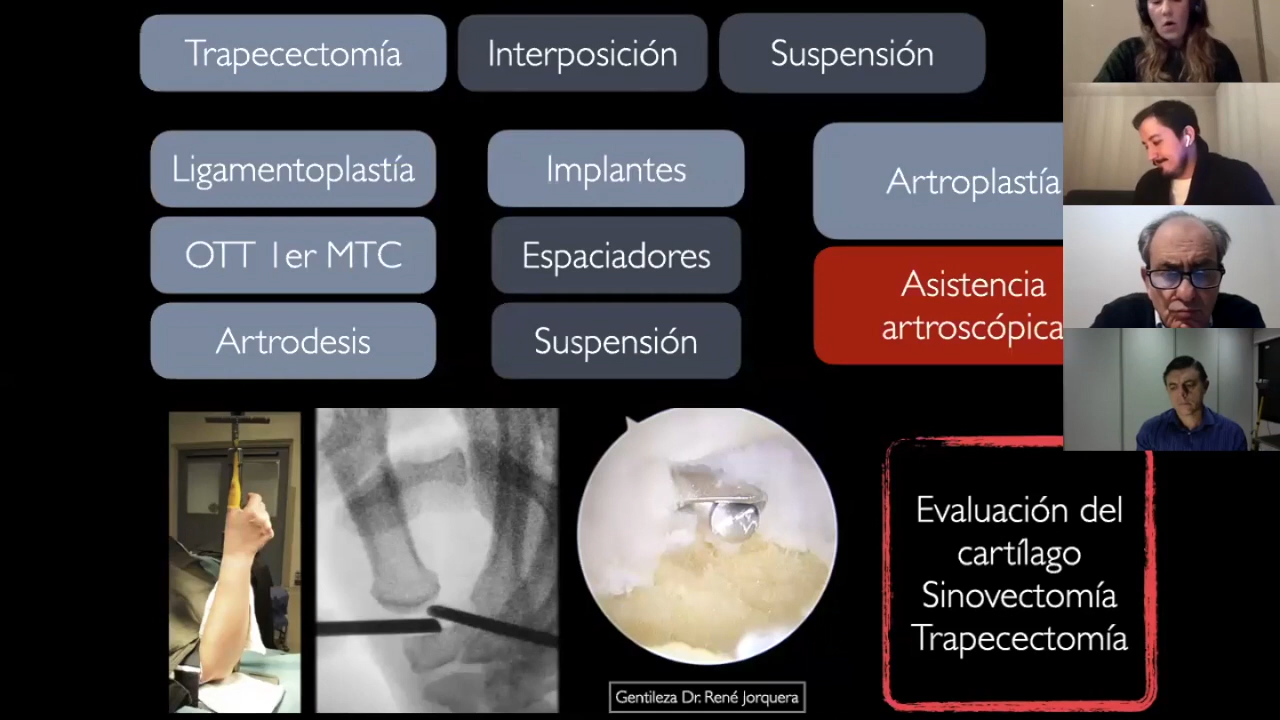 Trapecectomía
Interposición
Suspensión
Ligamentoplastía
Implantes
Artroplastía
OTT 1er MTC
Espaciadores
Asistencia
artroscópica
Artrodesis
Suspensión
Evaluación del
cartílago
Sinovectomía
Trapecectomía
Gentileza Dr. René Jorquera